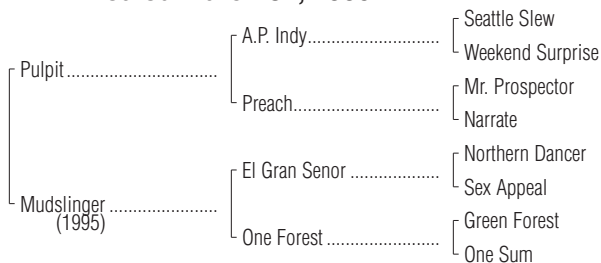 Seattle Slew
A.P. Indy
Weekend Surprise
Pulpit
Mr. Prospector
Preach
Narrate
Northern Dancer
El Gran Senor
Sex Appeal
Mudslinger
(1995)
Green Forest
One Forest
One Sum